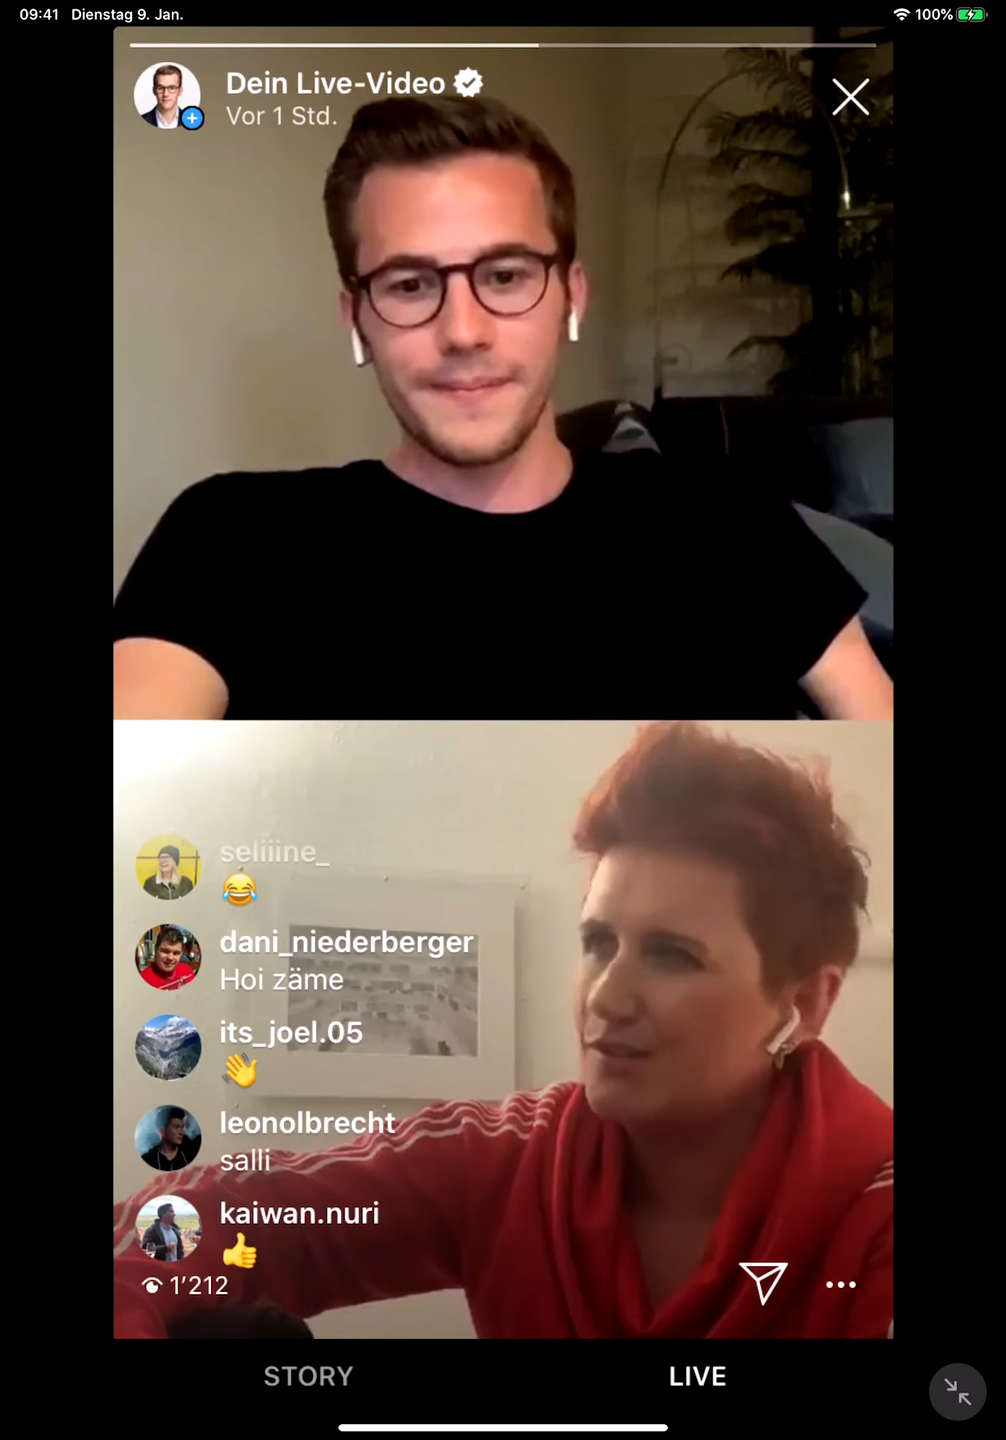 09:41 Dienstag 9. Jan.
100%
Dein Live-Video
Vor 1 Std.
seliiine_
😂
dani_niederberger
Hoi zäme
its_joel.05
👋
leonolbrecht
salli
kaiwan.nuri
👍
1’212
STORY
LIVE